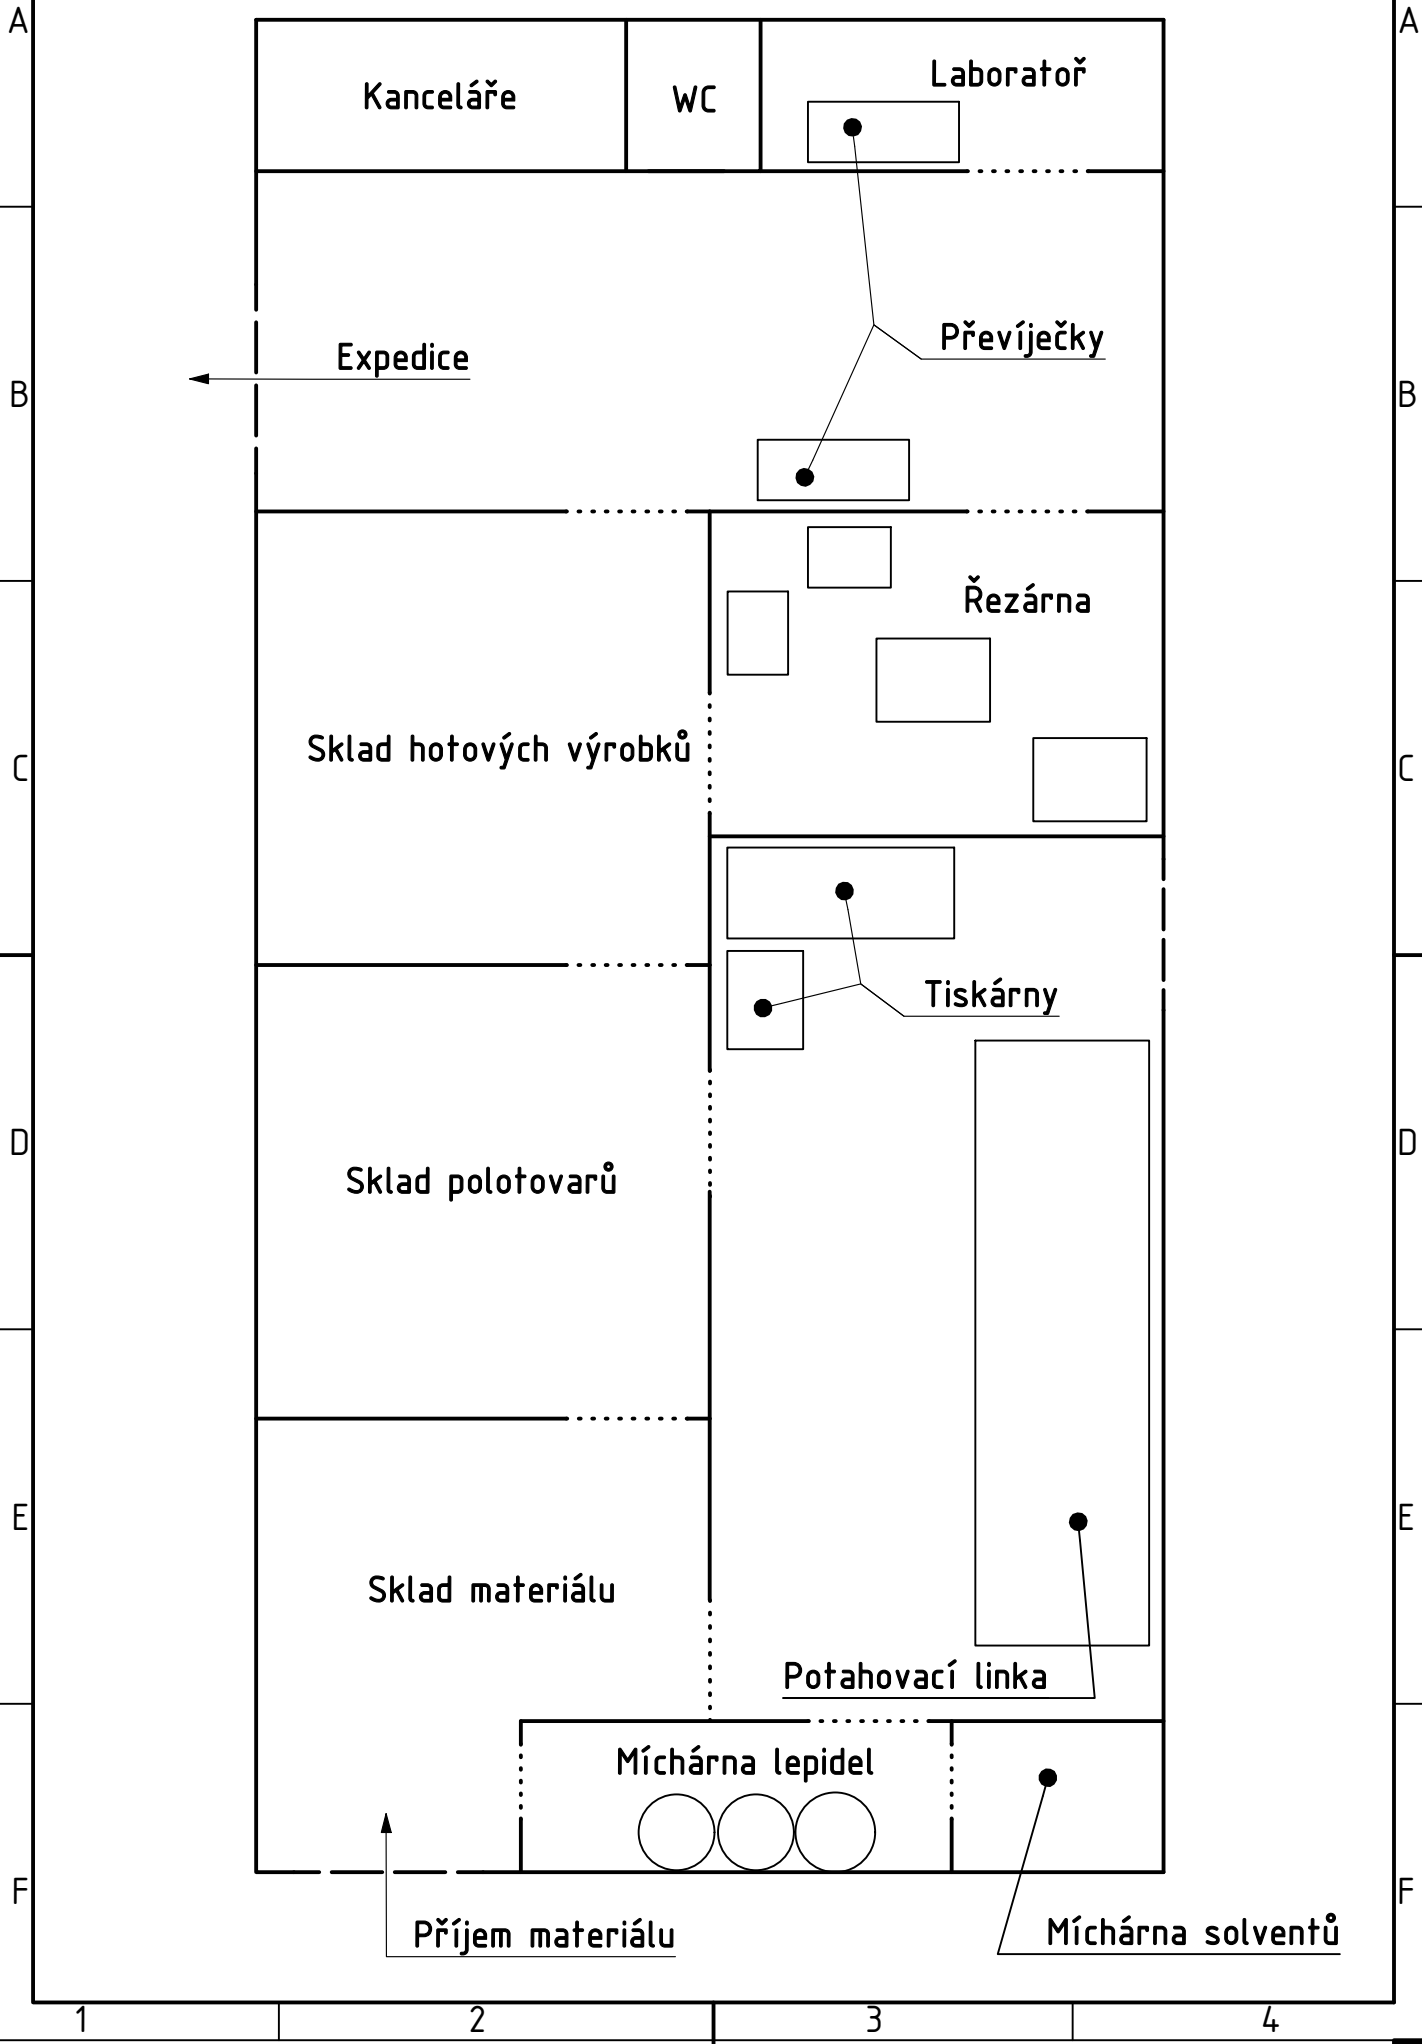 A
A
Kanceláře
WC
Laboratoř
Převíječky
Expedice
B
B
Řezárna
Sklad hotových výrobků
C
C
Tiskárny
D
D
Sklad polotovarů
E
E
Sklad materiálu
Potahovací linka
Míchárna lepidel
F
F
Příjem materiálu
Míchárna solventů
1
2
3
4